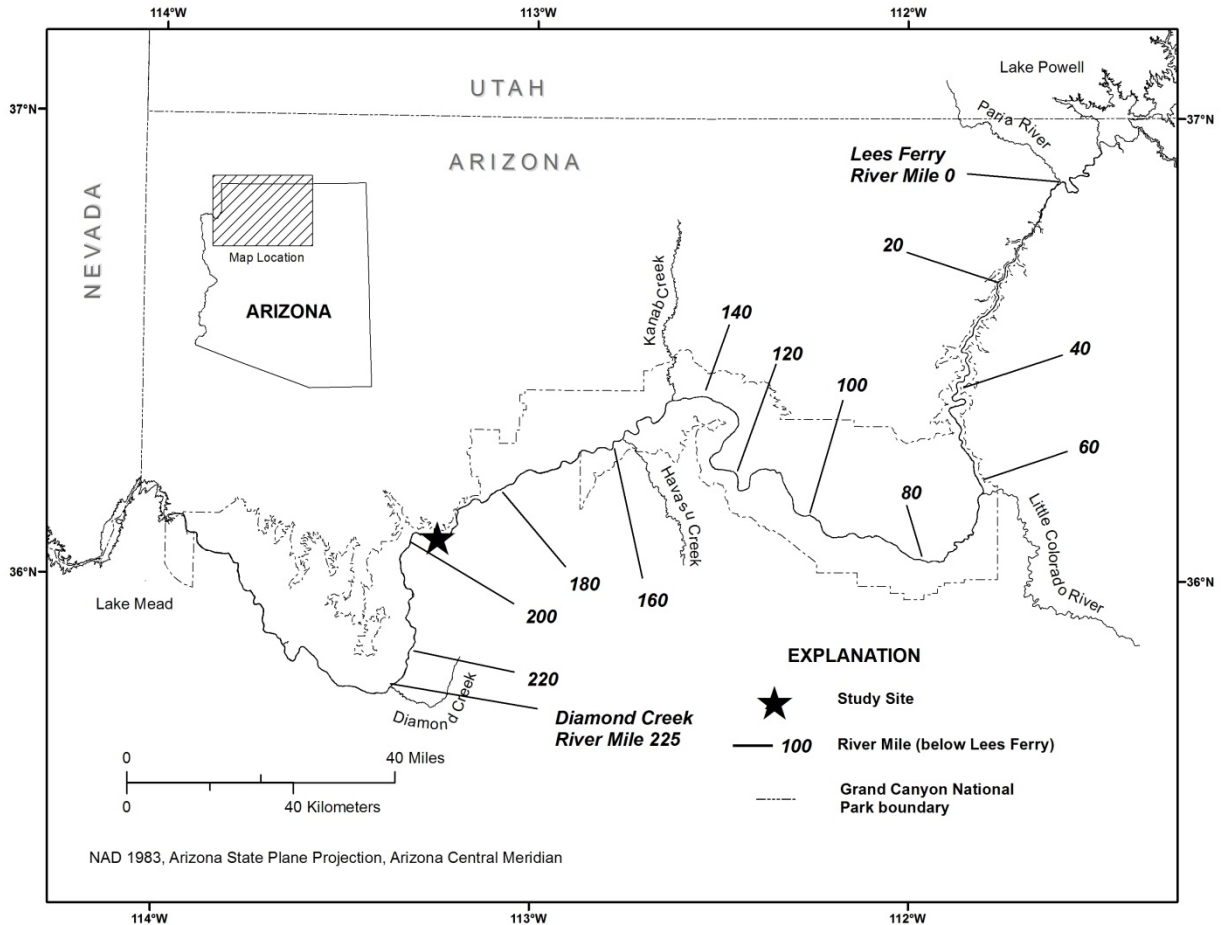 114°W
113°W
112°W
Lake Powell
UTAH
37°N
37°N
Paria River
ARIZONA
Lees Ferry
River Mile 0
NEVADA
Map Location
ARIZONA
20
Kanab Creek
140
120
40
100
60
80
Havasu Creek
Little Colorado River
36°N
36°N
180
160
Lake Mead
200
220
EXPLANATION
Study Site
Diamond Creek
Diamond Creek
River Mile 225
100
River Mile (below Lees Ferry)
0
40 Miles
0
40 Kilometers
Grand Canyon National
Park boundary
NAD 1983, Arizona State Plane Projection, Arizona Central Meridian
114°W
113°W
112°W